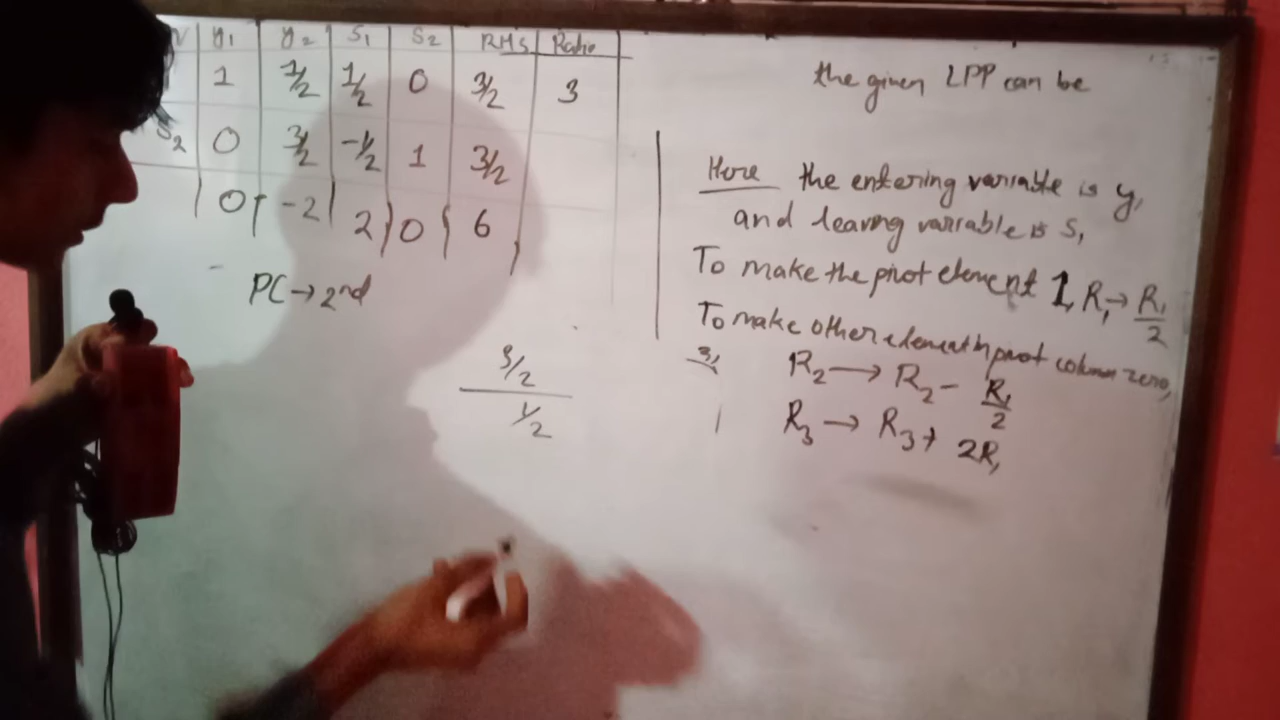 y₁ y₂ S₁ S₂ RHS Ratio
1 1/2 1/2 0 3/2 3
S₂ 0 3/2 -1/2 1 3/2
0 -2 2 0 6
PC → 2nd
3/2
1/2
the given LPP can be
Here the entering variable is y₁
and leaving variable is S₁
To make the pivot element 1, R₁→ R₁/2
To make other element in pivot column zero,
R₂ → R₂ - R₁/2
R₃ → R₃ + 2R₁